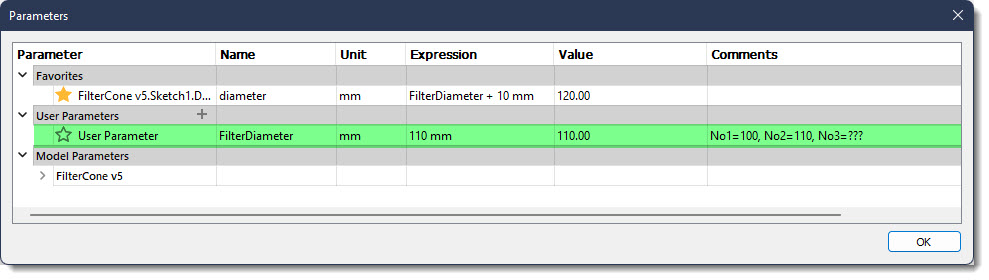 Parameters
Parameter Name Unit Expression Value Comments
Favorites
FilterCone v5.Sketch1.D... diameter mm FilterDiameter + 10 mm 120.00
User Parameters +
User Parameter FilterDiameter mm 110 mm 110.00 No1=100, No2=110, No3=???
Model Parameters
FilterCone v5
OK